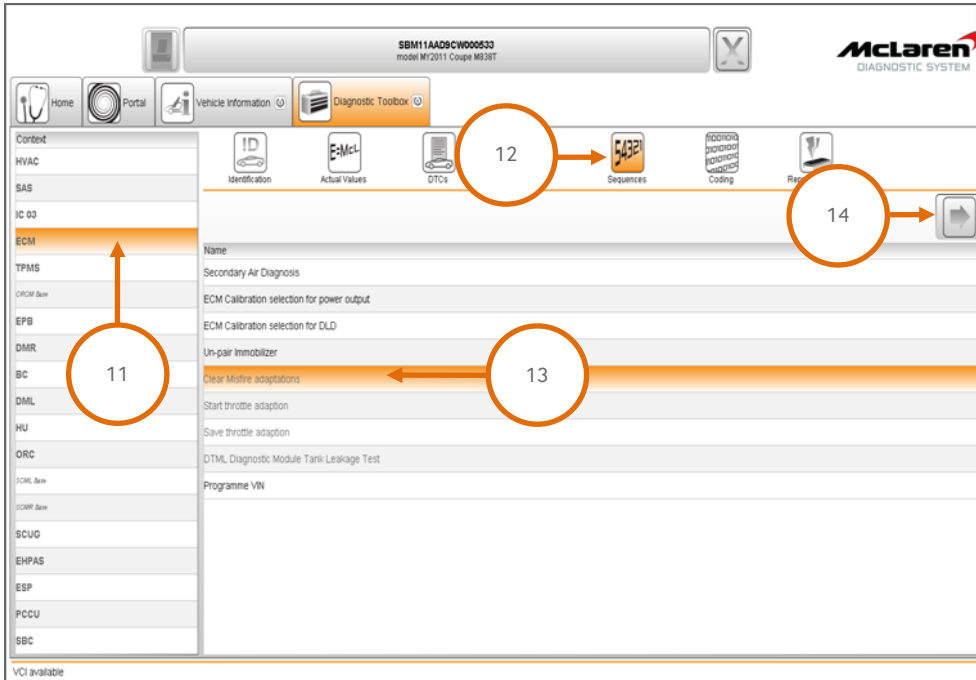 SBM11AAD9CW000533
model MY2011 Coupe M838T
McLaren
DIAGNOSTIC SYSTEM
Home
Portal
Vehicle Information
Diagnostic Toolbox
Context
HVAC
SAS
IC 03
ECM
TPMS
EPB
DMR
BC
DML
HU
ORC
SCUG
EHPAS
ESP
PCCU
SBC
ID
Identification
E=McL
Actual Values
DTCs
12
54321
Sequences
Coding
14
Name
Secondary Air Diagnosis
ECM Calibration selection for power output
ECM Calibration selection for DLD
Un-pair Immobilizer
Clear Misfire adaptations
Start throttle adaption
Save throttle adaption
DTML Diagnostic Module Tank Leakage Test
Programme VIN
11
13
VCI available